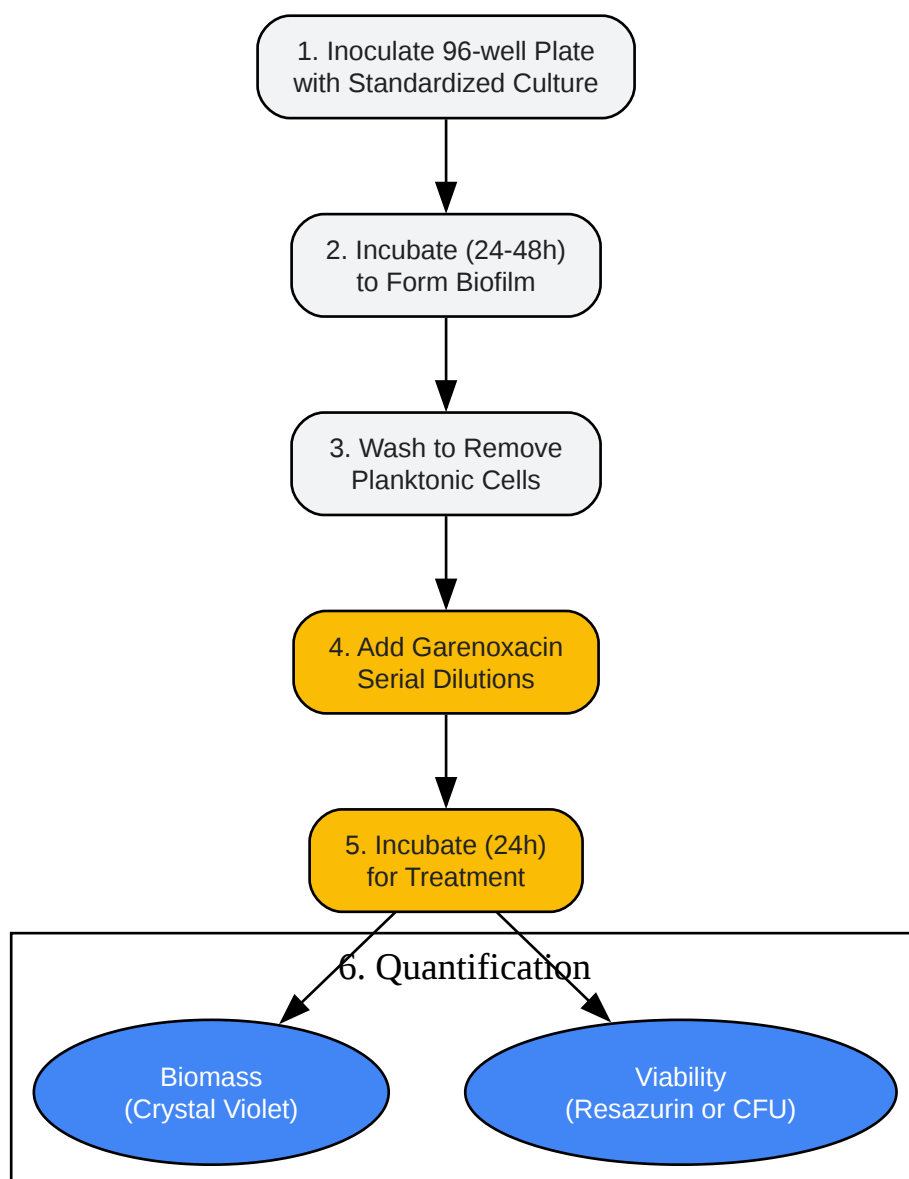 1. Inoculate 96-well Plate
with Standardized Culture
2. Incubate (24-48h)
to Form Biofilm
3. Wash to Remove
Planktonic Cells
4. Add Garenoxacin
Serial Dilutions
5. Incubate (24h)
for Treatment
6. Quantification
Biomass
(Crystal Violet)
Viability
(Resazurin or CFU)